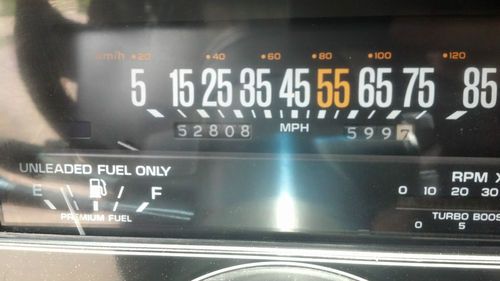 km/h 20 40 60 80 100 120
5 15 25 35 45 55 65 75 85
52808 MPH 5997
UNLEADED FUEL ONLY
RPM X
E F
0 10 20 30
PREMIUM FUEL
TURBO BOOS
0 5